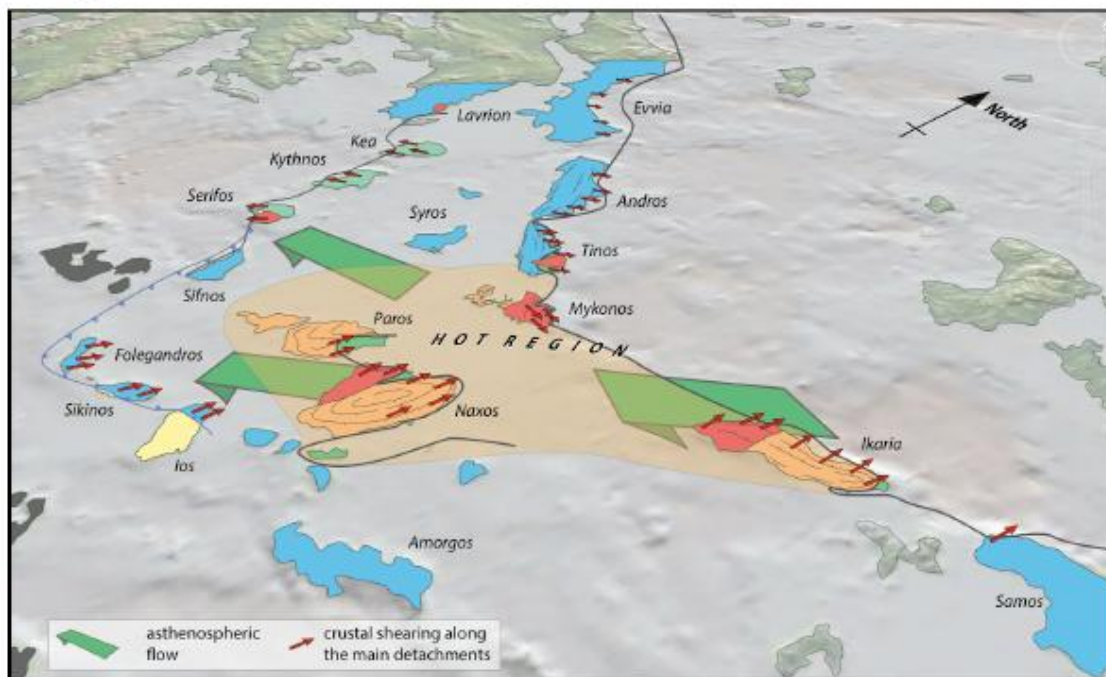 Lavrion
Evvia
North
Kea
Kythnos
Serifos
Andros
Syros
Tinos
Sifnos
Mykonos
Paros
HOT REGION
Folegandros
Sikinos
Naxos
Ios
Ikaria
Amorgos
Samos
asthenospheric
flow
crustal shearing along
the main detachments